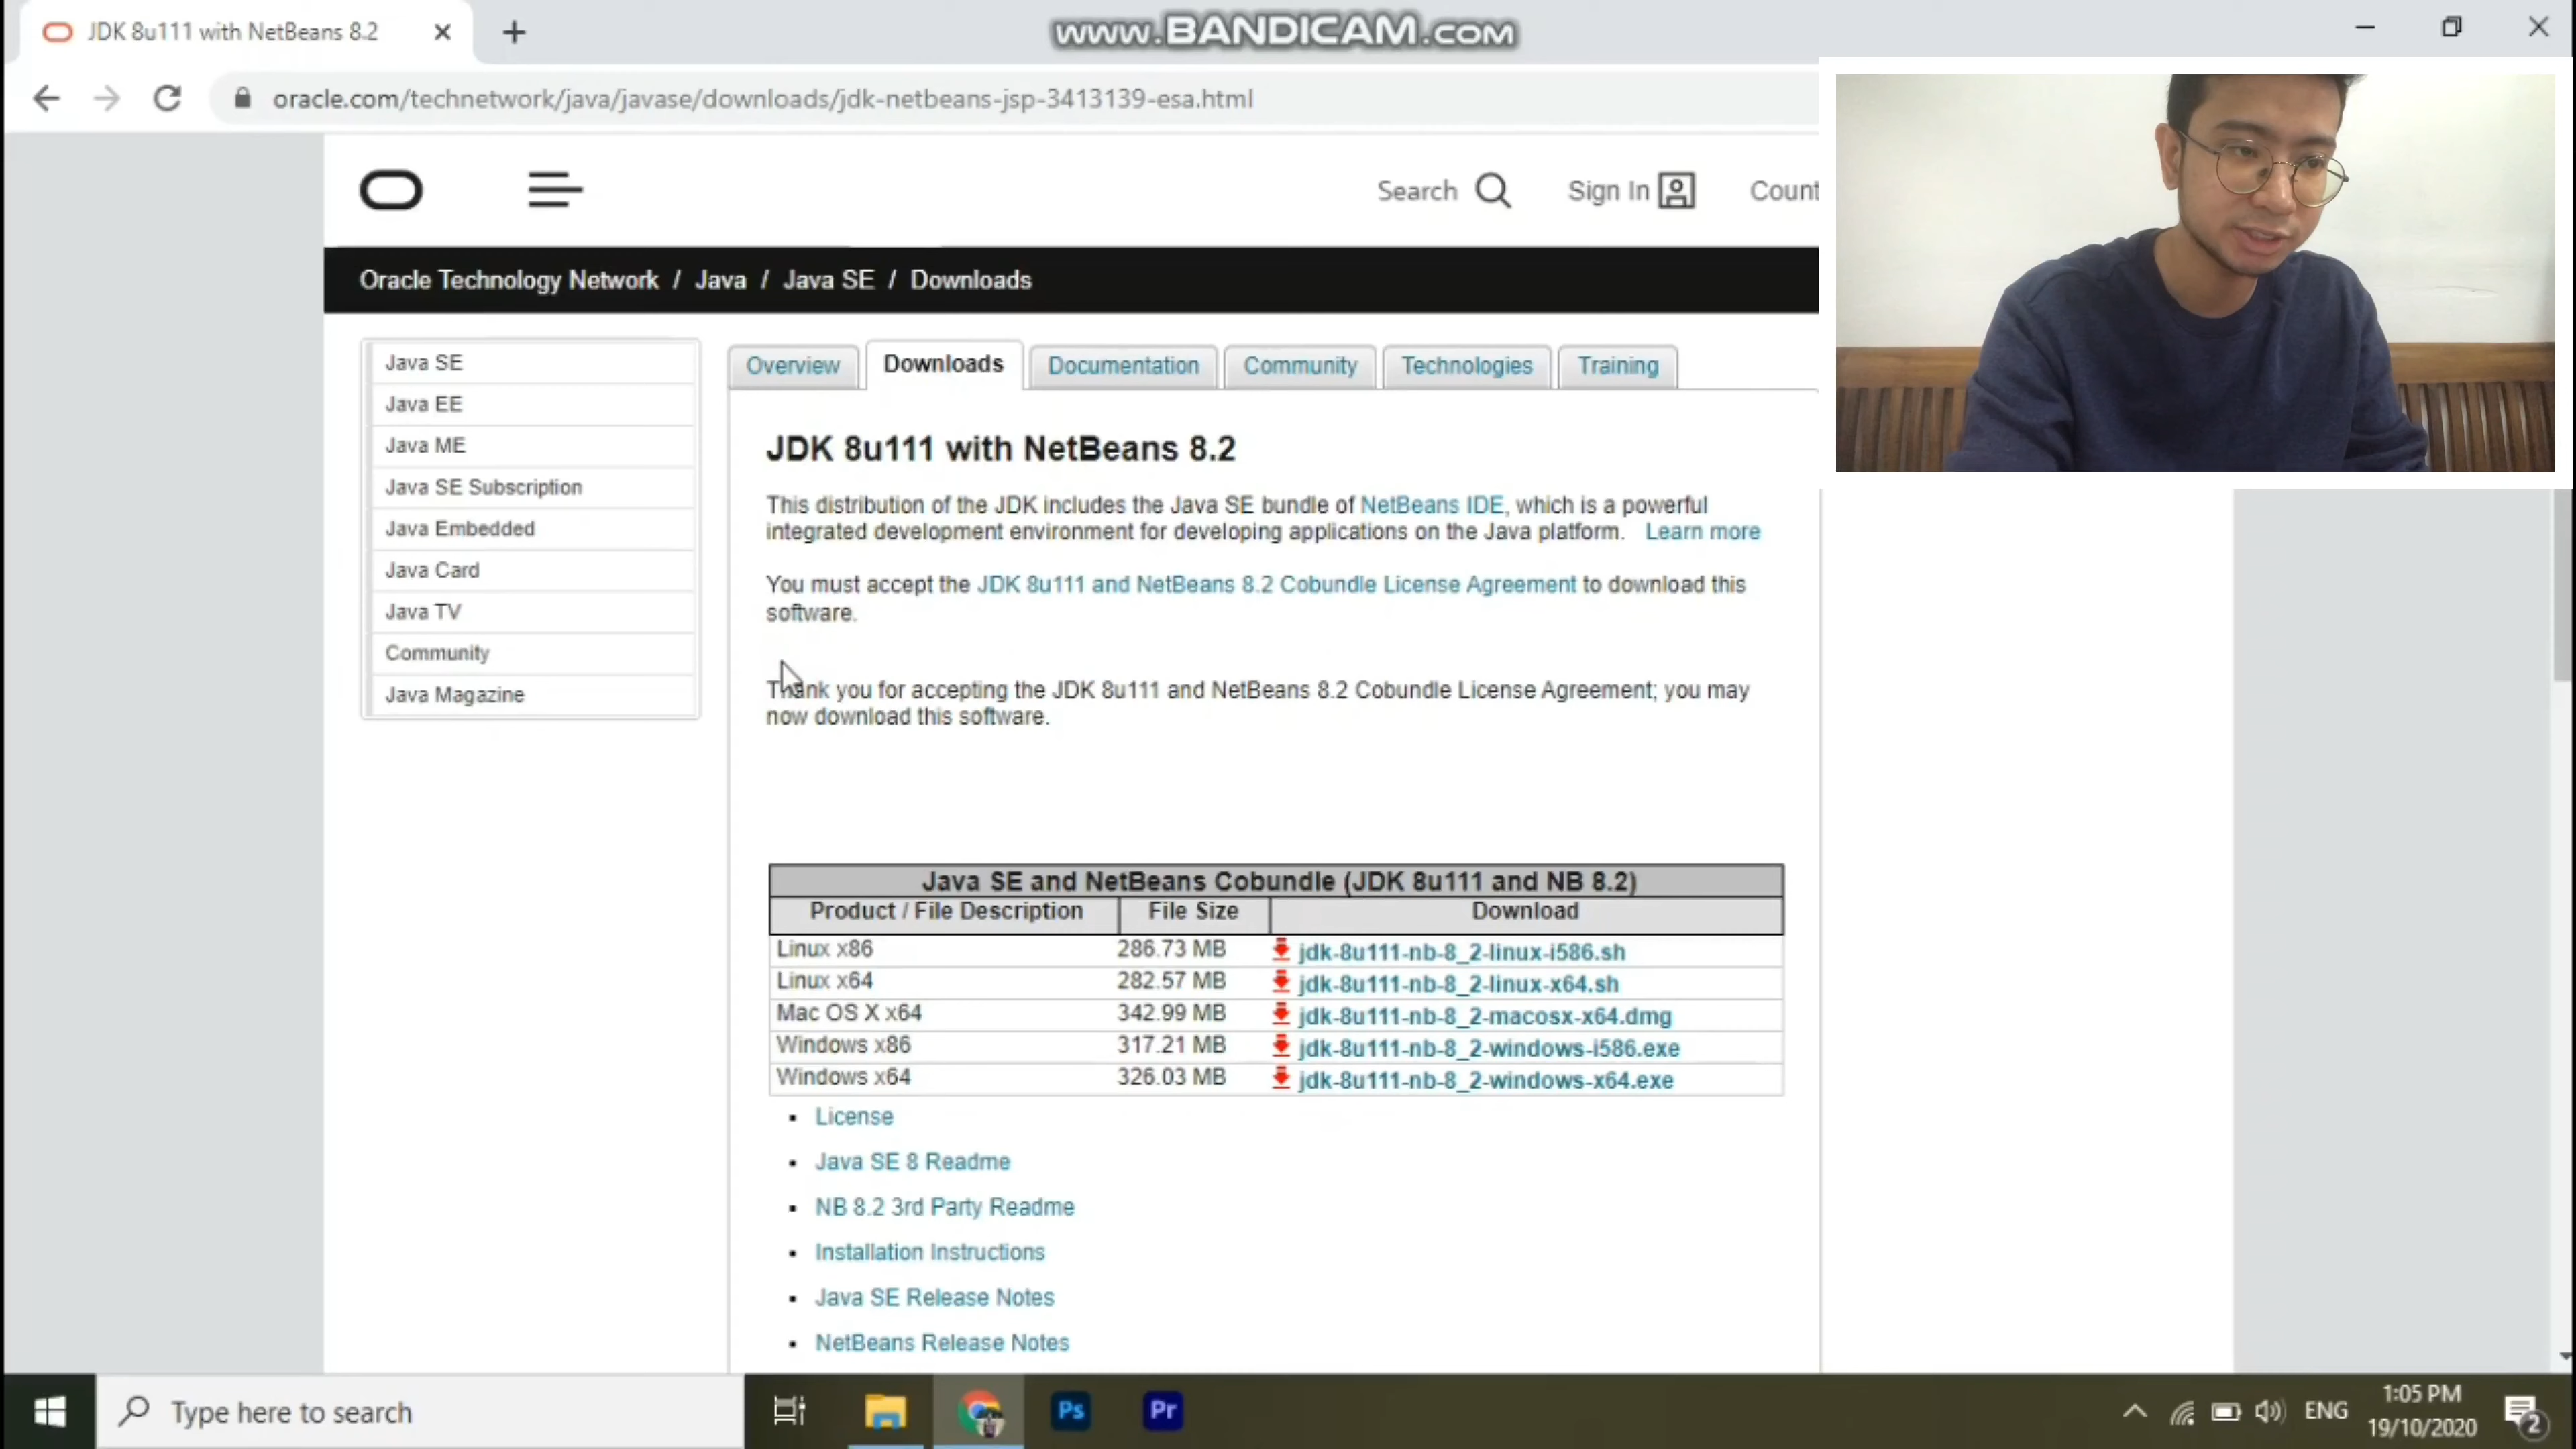 JDK 8u111 with NetBeans 8.2
www.BANDICAM.com
oracle.com/technetwork/java/javase/downloads/jdk-netbeans-jsp-3413139-esa.html
Search
Sign In
Count
Oracle Technology Network / Java / Java SE / Downloads
Java SE
Java EE
Java ME
Java SE Subscription
Java Embedded
Java Card
Java TV
Community
Java Magazine
Overview
Downloads
Documentation
Community
Technologies
Training
JDK 8u111 with NetBeans 8.2
This distribution of the JDK includes the Java SE bundle of NetBeans IDE, which is a powerful
integrated development environment for developing applications on the Java platform. Learn more
You must accept the JDK 8u111 and NetBeans 8.2 Cobundle License Agreement to download this
software.
Thank you for accepting the JDK 8u111 and NetBeans 8.2 Cobundle License Agreement; you may
now download this software.
Java SE and NetBeans Cobundle (JDK 8u111 and NB 8.2)
Product / File Description File Size Download
Linux x86 286.73 MB jdk-8u111-nb-8_2-linux-i586.sh
Linux x64 282.57 MB jdk-8u111-nb-8_2-linux-x64.sh
Mac OS X x64 342.99 MB jdk-8u111-nb-8_2-macosx-x64.dmg
Windows x86 317.21 MB jdk-8u111-nb-8_2-windows-i586.exe
Windows x64 326.03 MB jdk-8u111-nb-8_2-windows-x64.exe
License
Java SE 8 Readme
NB 8.2 3rd Party Readme
Installation Instructions
Java SE Release Notes
NetBeans Release Notes
Type here to search
Ps
Pr
ENG
1:05 PM
19/10/2020
2